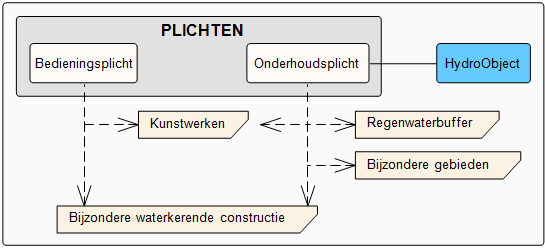 PLICHTEN
Bedieningsplicht
Onderhoudsplicht
HydroObject
Kunstwerken
Regenwaterbuffer
Bijzondere gebieden
Bijzondere waterkerende constructie